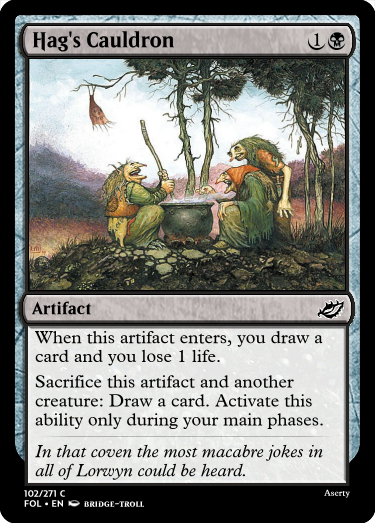 Hag's Cauldron 1
Artifact
When this artifact enters, you draw a
card and you lose 1 life.
Sacrifice this artifact and another
creature: Draw a card. Activate this
ability only during your main phases.
In that coven the most macabre jokes in
all of Lorwyn could be heard.
102/271 C
FOL • EN BRIDGE-TROLL
Aserty